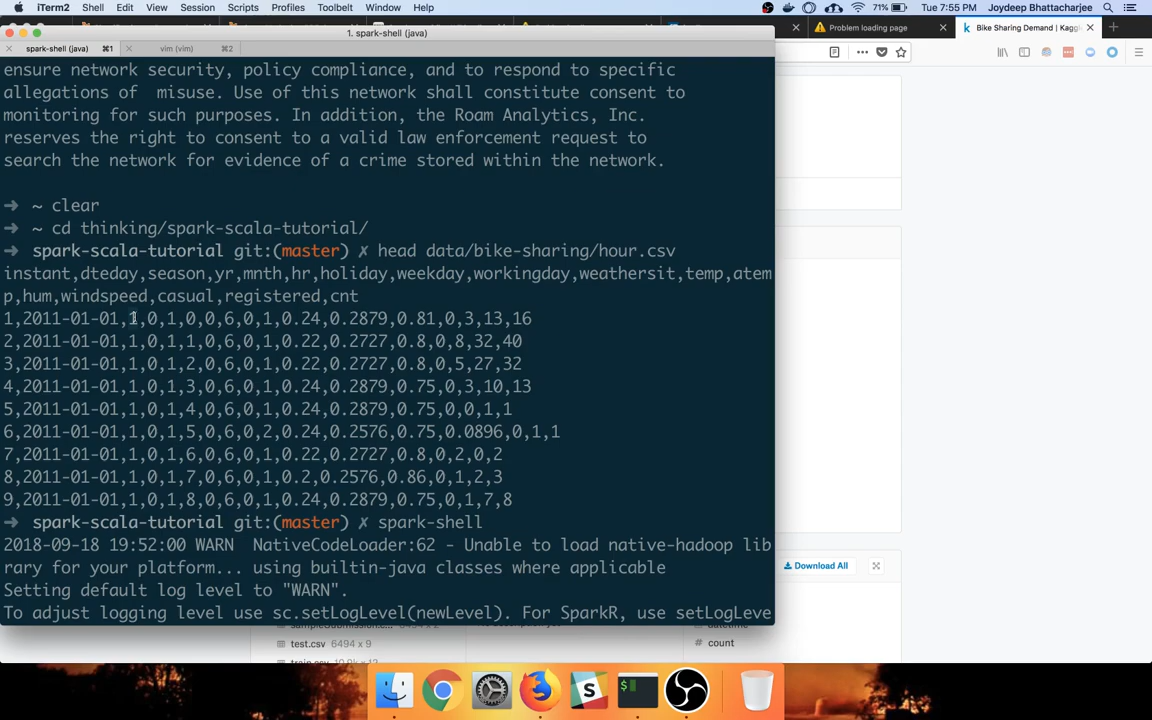 iTerm2 Shell Edit View Session Scripts Profiles Toolbelt Window Help 71% Tue 7:55 PM Joydeep Bhattacharjee
1. spark-shell (java)
Problem loading page
Bike Sharing Demand | Kaggl
spark-shell (java) ⌘1 vim (vim) ⌘2
ensure network security, policy compliance, and to respond to specific
allegations of  misuse. Use of this network shall constitute consent to
monitoring for such purposes. In addition, the Roam Analytics, Inc.
reserves the right to consent to a valid law enforcement request to
search the network for evidence of a crime stored within the network.
➜ ~ clear
➜ ~ cd thinking/spark-scala-tutorial/
➜ spark-scala-tutorial git:(master) ✗ head data/bike-sharing/hour.csv
instant,dteday,season,yr,mnth,hr,holiday,weekday,workingday,weathersit,temp,atem
p,hum,windspeed,casual,registered,cnt
1,2011-01-01,1,0,1,0,0,6,0,1,0.24,0.2879,0.81,0,3,13,16
2,2011-01-01,1,0,1,1,0,6,0,1,0.22,0.2727,0.8,0,8,32,40
3,2011-01-01,1,0,1,2,0,6,0,1,0.22,0.2727,0.8,0,5,27,32
4,2011-01-01,1,0,1,3,0,6,0,1,0.24,0.2879,0.75,0,3,10,13
5,2011-01-01,1,0,1,4,0,6,0,1,0.24,0.2879,0.75,0,0,1,1
6,2011-01-01,1,0,1,5,0,6,0,2,0.24,0.2576,0.75,0.0896,0,1,1
7,2011-01-01,1,0,1,6,0,6,0,1,0.22,0.2727,0.8,0,2,0,2
8,2011-01-01,1,0,1,7,0,6,0,1,0.2,0.2576,0.86,0,1,2,3
9,2011-01-01,1,0,1,8,0,6,0,1,0.24,0.2879,0.75,0,1,7,8
➜ spark-scala-tutorial git:(master) ✗ spark-shell
2018-09-18 19:52:00 WARN  NativeCodeLoader:62 - Unable to load native-hadoop lib
rary for your platform... using builtin-java classes where applicable
Setting default log level to "WARN".
To adjust logging level use sc.setLogLevel(newLevel). For SparkR, use setLogLeve
Download All
test.csv 6494 x 9
# count